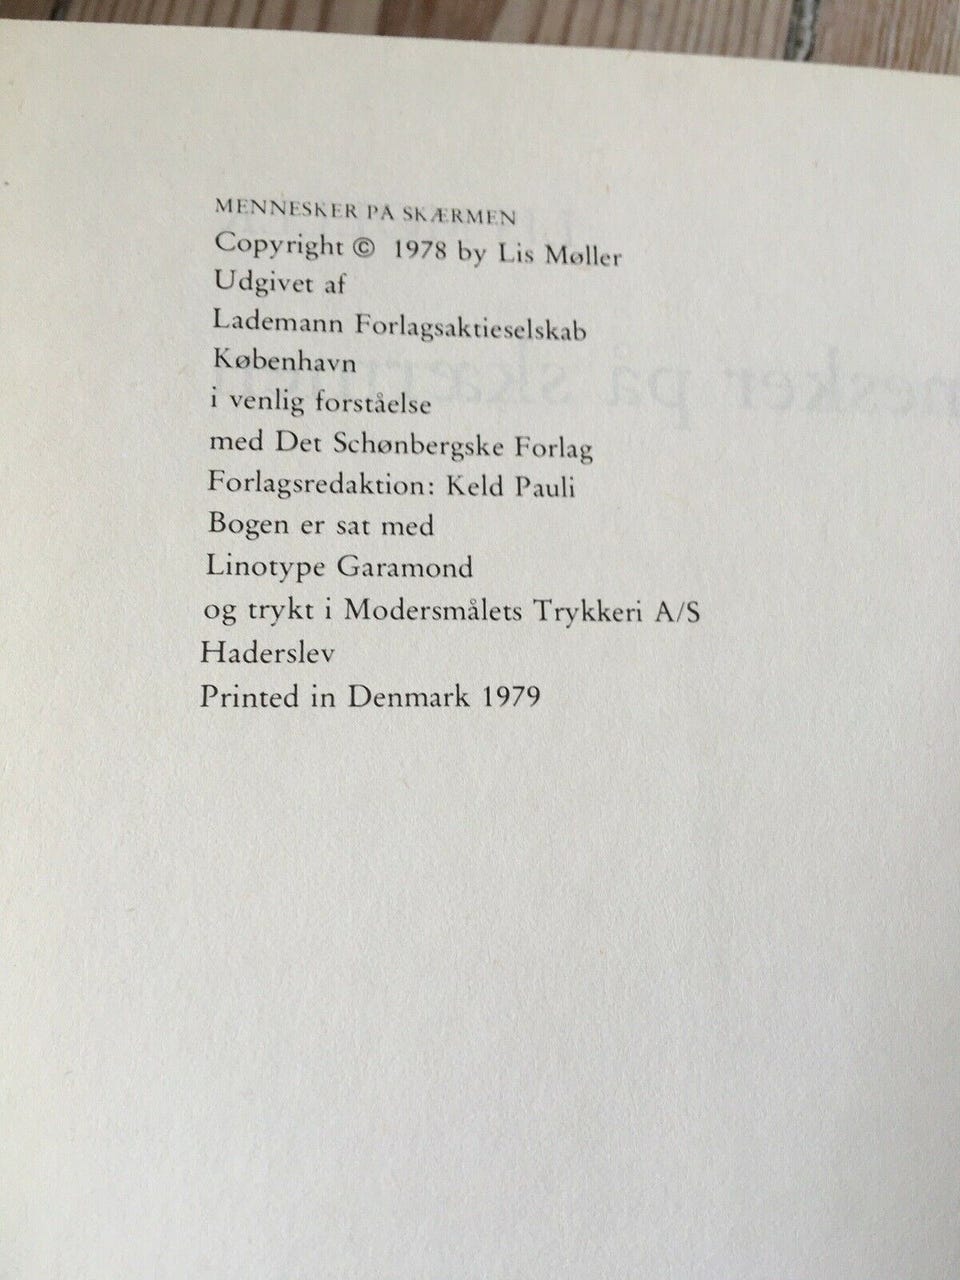 MENNESKER PÅ SKÆRMEN
Copyright © 1978 by Lis Møller
Udgivet af
Lademann Forlagsaktieselskab
København
i venlig forståelse
med Det Schønbergske Forlag
Forlagsredaktion: Keld Pauli
Bogen er sat med
Linotype Garamond
og trykt i Modersmålets Trykkeri A/S
Haderslev
Printed in Denmark 1979